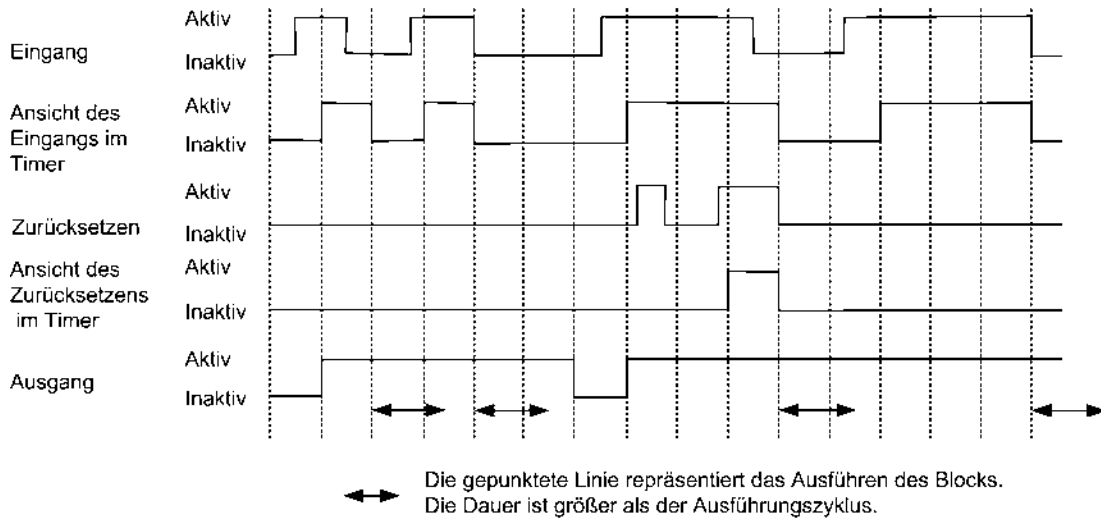 Aktiv
Eingang
Inaktiv
Aktiv
Ansicht des
Eingangs im
Timer
Inaktiv
Aktiv
Zurücksetzen
Inaktiv
Ansicht des
Zurücksetzens
im Timer
Aktiv
Inaktiv
Aktiv
Ausgang
Inaktiv
Die gepunktete Linie repräsentiert das Ausführen des Blocks.
Die Dauer ist größer als der Ausführungszyklus.